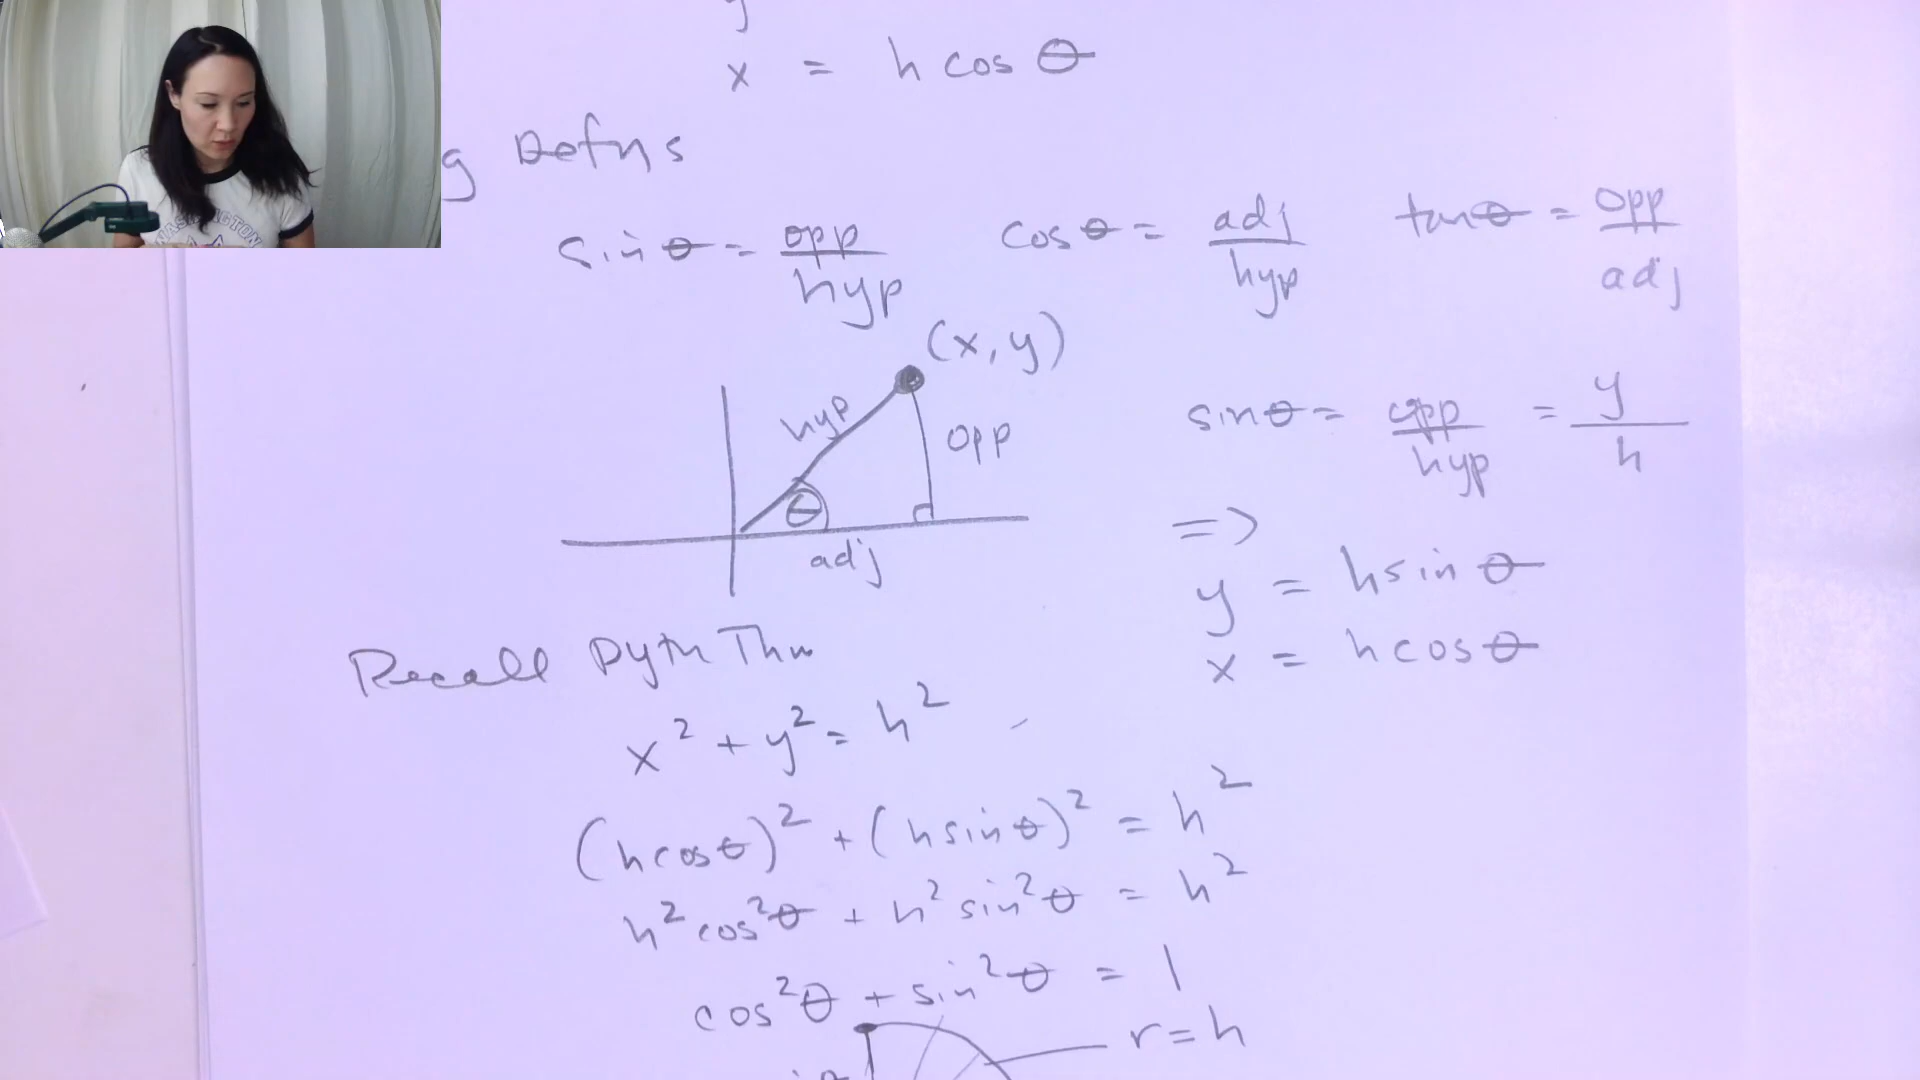 x = h cos θ
g Defns
sin θ = opp/hyp cos θ = adj/hyp tan θ = opp/adj
(x, y)
hyp
opp
θ
adj
sin θ = opp/hyp = y/h
=>
y = h sin θ
x = h cos θ
Recall Pyth Thm
x² + y² = h²
(h cos θ)² + (h sin θ)² = h²
h² cos² θ + h² sin² θ = h²
cos² θ + sin² θ = 1
r = h
WASHINGTON